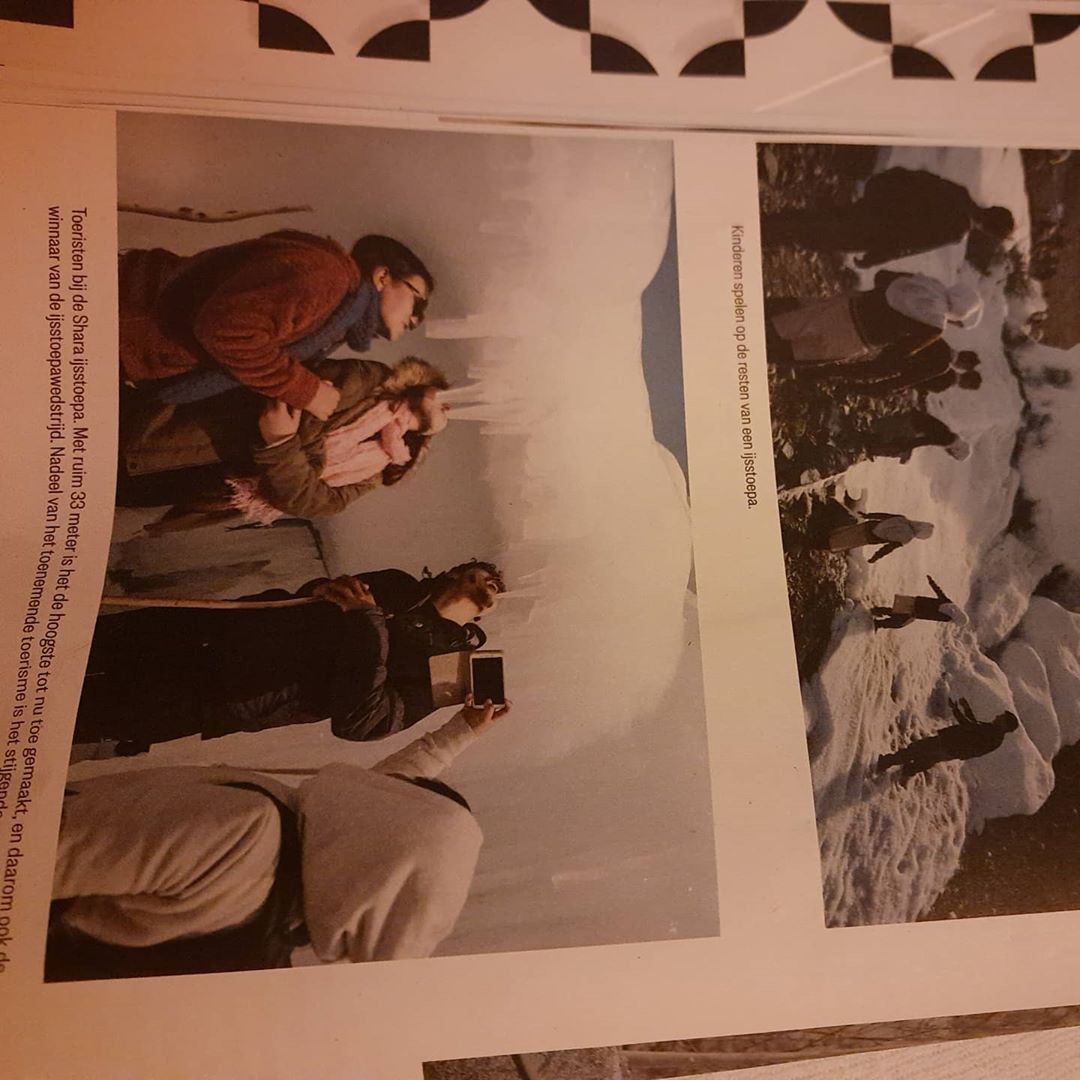 Kinderen spelen op de resten van een ijsstoepa.
Toeristen bij de Shara ijsstoepa. Met ruim 33 meter is het de hoogste tot nu toe gemaakt, en daarom ook de
winnaar van de ijsstoepawedstrijd. Nadeel van het toenemende toerisme is het stijgende